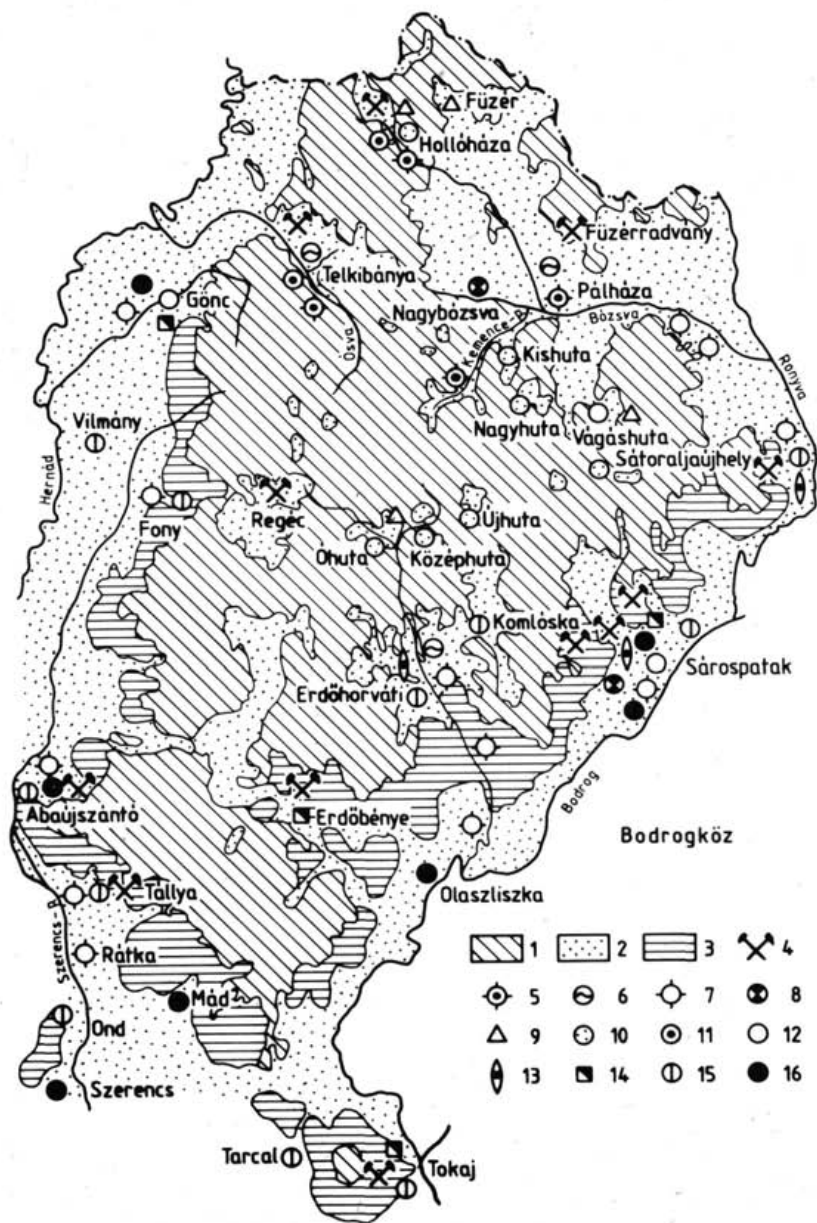 Füzér
Hollóháza
Füzérradvány
Telkibánya
Pálháza
Gönc
Nagybózsva
Bózsva
Osva
Kemence-P.
Kishuta
Ronyva
Vilmány
Nagyhuta
Vágáshuta
Sátoraljaújhely
Hernád
Regéc
Fony
Újhuta
Óhuta
Középhuta
Komlóska
Sárospatak
Erdőhorváti
Bodrog
Abaújszántó
Erdőbénye
Bodrogköz
Olaszliszka
Tállya
Szerencs-P.
Rátka
1 2 3 4
Mád
5 6 7 8
Ond
9 10 11 12
13 14 15 16
Szerencs
Tarcal
Tokaj